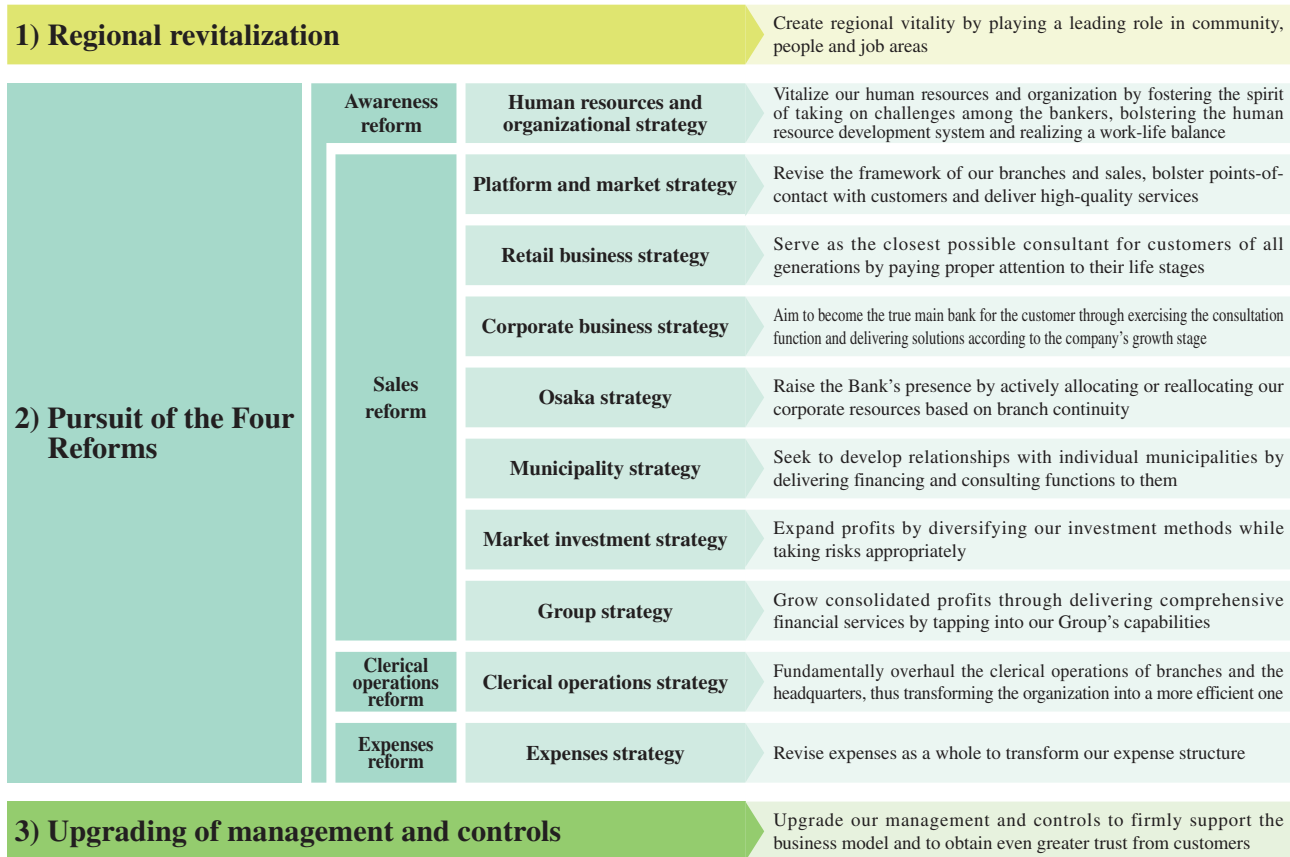 1) Regional revitalization
Create regional vitality by playing a leading role in community,
people and job areas
2) Pursuit of the Four
Reforms
Awareness
reform
Human resources and
organizational strategy
Vitalize our human resources and organization by fostering the spirit
of taking on challenges among the bankers, bolstering the human
resource development system and realizing a work-life balance
Sales
reform
Platform and market strategy
Revise the framework of our branches and sales, bolster points-of-
contact with customers and deliver high-quality services
Retail business strategy
Serve as the closest possible consultant for customers of all
generations by paying proper attention to their life stages
Corporate business strategy
Aim to become the true main bank for the customer through exercising the consultation
function and delivering solutions according to the company's growth stage
Osaka strategy
Raise the Bank's presence by actively allocating or reallocating our
corporate resources based on branch continuity
Municipality strategy
Seek to develop relationships with individual municipalities by
delivering financing and consulting functions to them
Market investment strategy
Expand profits by diversifying our investment methods while
taking risks appropriately
Group strategy
Grow consolidated profits through delivering comprehensive
financial services by tapping into our Group's capabilities
Clerical
operations
reform
Clerical operations strategy
Fundamentally overhaul the clerical operations of branches and the
headquarters, thus transforming the organization into a more efficient one
Expenses
reform
Expenses strategy
Revise expenses as a whole to transform our expense structure
3) Upgrading of management and controls
Upgrade our management and controls to firmly support the
business model and to obtain even greater trust from customers